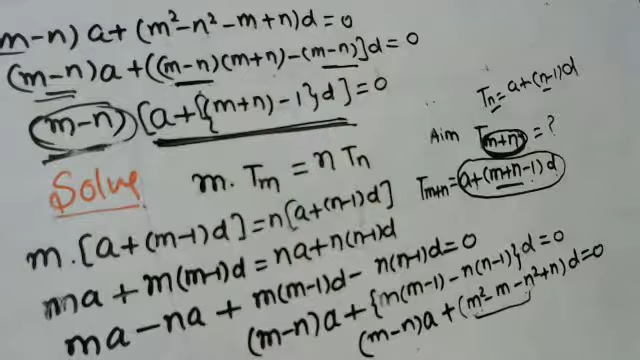 m-n) a + (m²-n²-m+n)d=0
(m-n)a + ((m-n)(m+n)-(m-n)]d=0
(m-n) [a+{(m+n)-1}d]=0
Tn = a+(n-1)d
Aim Tm+n = ?
Tm+n = a+(m+n-1)d
Solve m. Tm = n Tn
m. [a+(m-1)d] = n[a+(n-1)d]
ma + m(m-1)d = na + n(n-1)d
ma - na + m(m-1)d - n(n-1)d=0
(m-n)a + {m(m-1)-n(n-1)}d=0
(m-n)a + (m²-m-n²+n)d=0